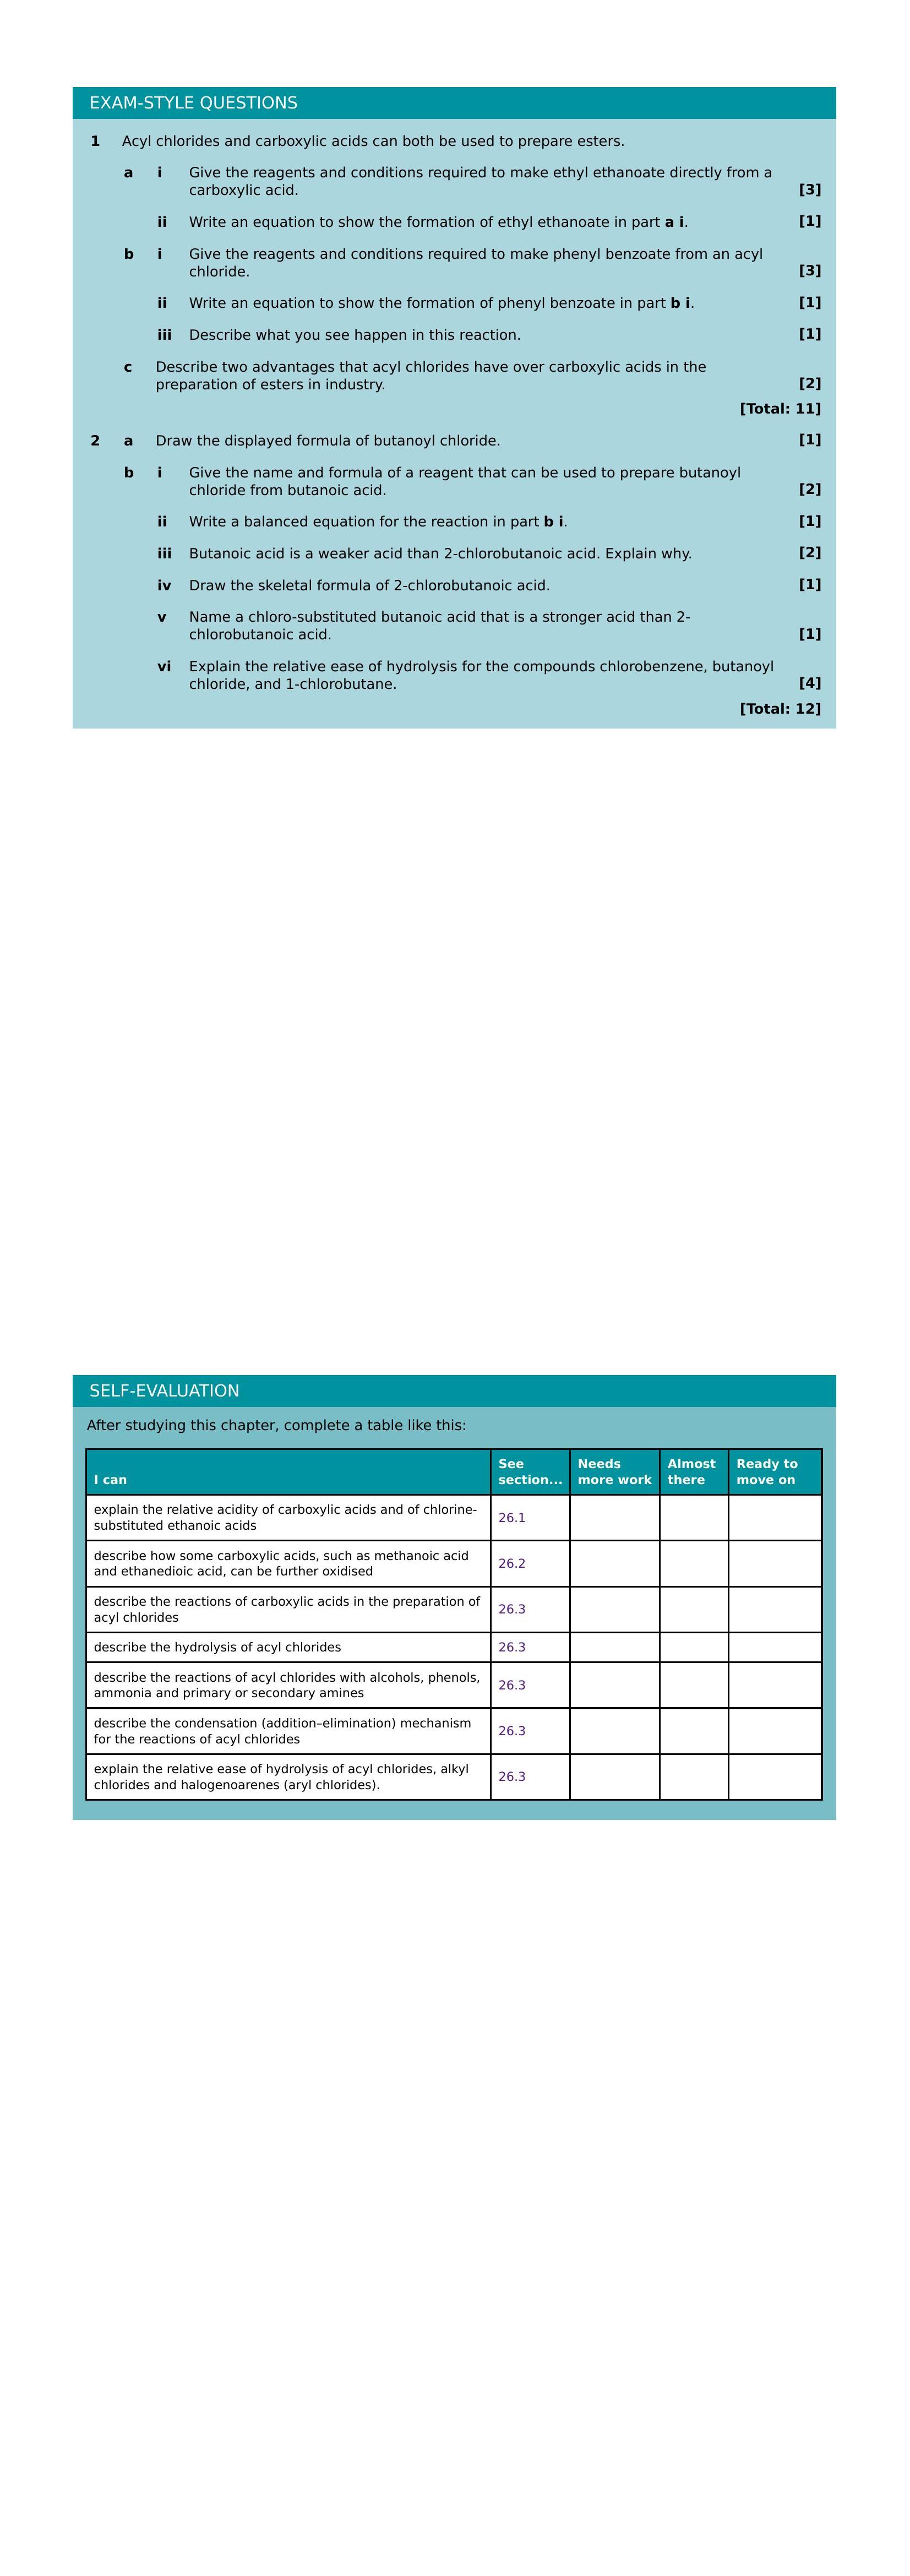 EXAM-STYLE QUESTIONS
1 Acyl chlorides and carboxylic acids can both be used to prepare esters.
a i Give the reagents and conditions required to make ethyl ethanoate directly from a
carboxylic acid. [3]
ii Write an equation to show the formation of ethyl ethanoate in part a i. [1]
b i Give the reagents and conditions required to make phenyl benzoate from an acyl
chloride. [3]
ii Write an equation to show the formation of phenyl benzoate in part b i. [1]
iii Describe what you see happen in this reaction. [1]
c Describe two advantages that acyl chlorides have over carboxylic acids in the
preparation of esters in industry. [2]
[Total: 11]
2 a Draw the displayed formula of butanoyl chloride. [1]
b i Give the name and formula of a reagent that can be used to prepare butanoyl
chloride from butanoic acid. [2]
ii Write a balanced equation for the reaction in part b i. [1]
iii Butanoic acid is a weaker acid than 2-chlorobutanoic acid. Explain why. [2]
iv Draw the skeletal formula of 2-chlorobutanoic acid. [1]
v Name a chloro-substituted butanoic acid that is a stronger acid than 2-
chlorobutanoic acid. [1]
vi Explain the relative ease of hydrolysis for the compounds chlorobenzene, butanoyl
chloride, and 1-chlorobutane. [4]
[Total: 12]
SELF-EVALUATION
After studying this chapter, complete a table like this:
See Needs Almost Ready to
I can section... more work there move on
explain the relative acidity of carboxylic acids and of chlorine-
substituted ethanoic acids 26.1
describe how some carboxylic acids, such as methanoic acid
and ethanedioic acid, can be further oxidised 26.2
describe the reactions of carboxylic acids in the preparation of
acyl chlorides 26.3
describe the hydrolysis of acyl chlorides 26.3
describe the reactions of acyl chlorides with alcohols, phenols,
ammonia and primary or secondary amines 26.3
describe the condensation (addition–elimination) mechanism
for the reactions of acyl chlorides 26.3
explain the relative ease of hydrolysis of acyl chlorides, alkyl
chlorides and halogenoarenes (aryl chlorides). 26.3